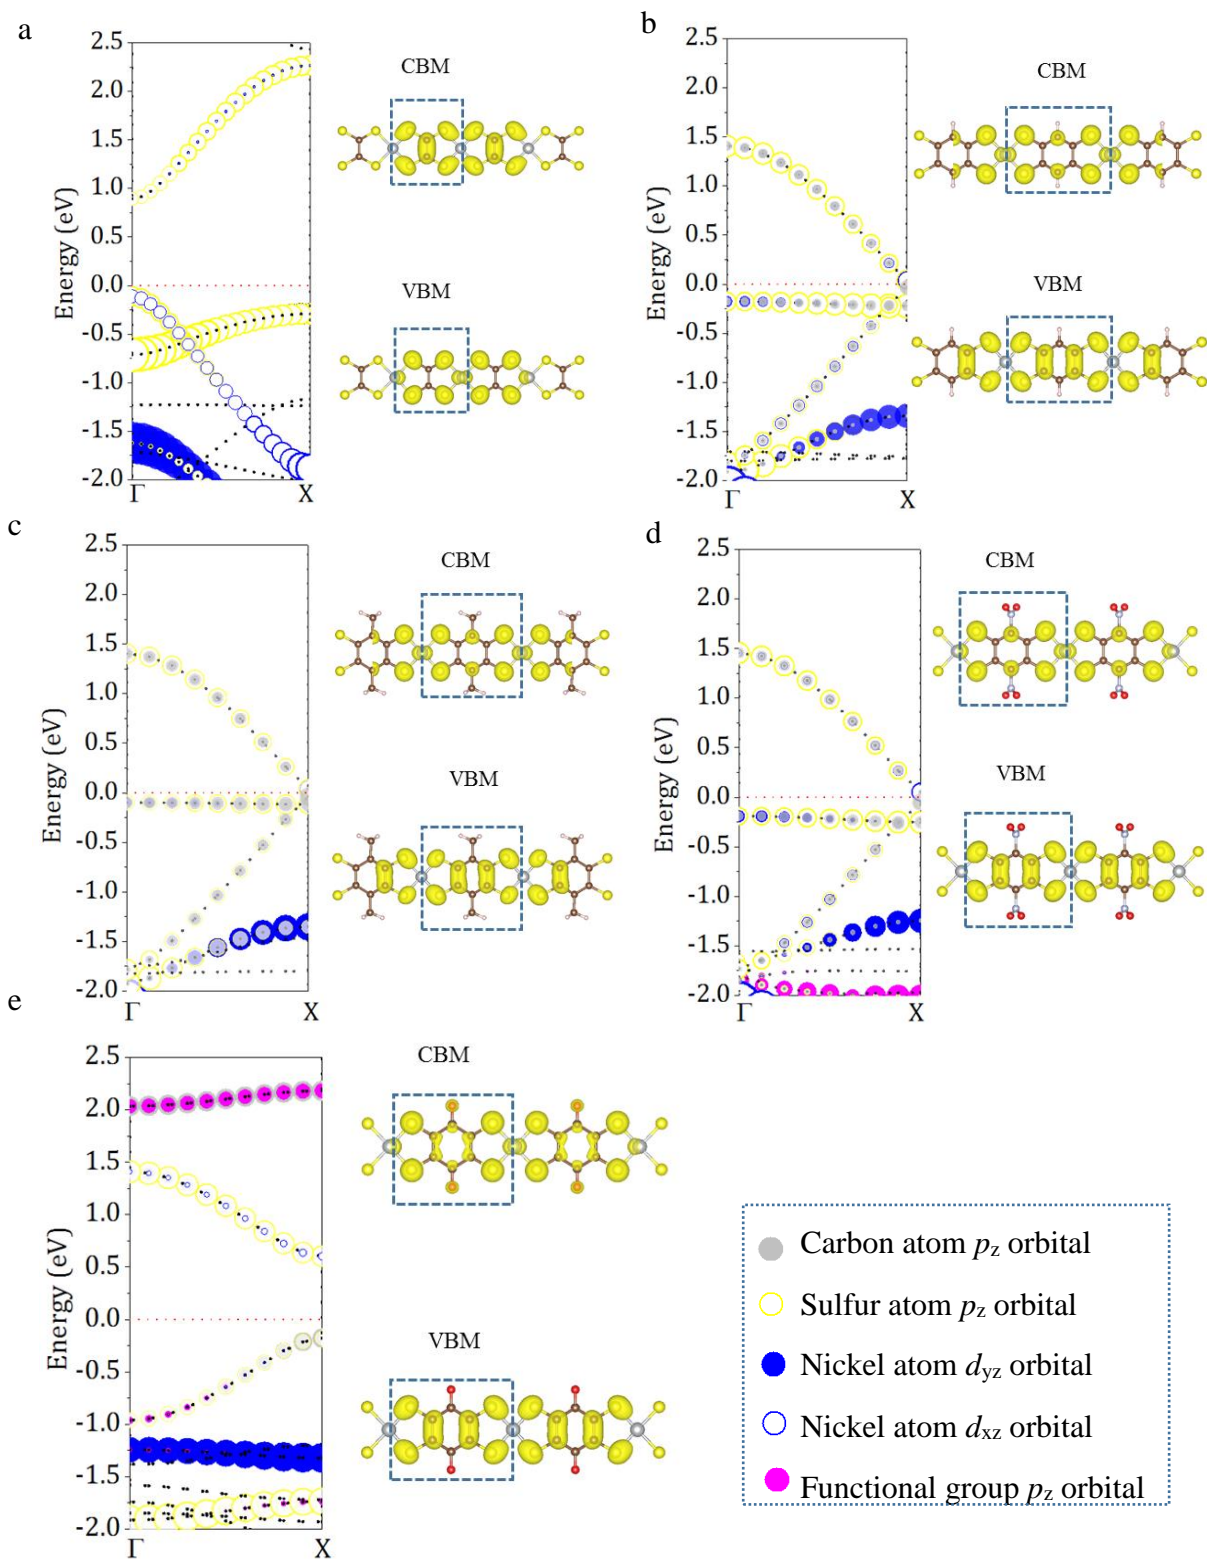 a
2.5
2.0
1.5
1.0
0.5
0.0
-0.5
-1.0
-1.5
-2.0
Energy (eV)
Γ X
CBM
VBM
b
2.5
2.0
1.5
1.0
0.5
0.0
-0.5
-1.0
-1.5
-2.0
Energy (eV)
Γ X
CBM
VBM
c
2.5
2.0
1.5
1.0
0.5
0.0
-0.5
-1.0
-1.5
-2.0
Energy (eV)
Γ X
CBM
VBM
d
2.5
2.0
1.5
1.0
0.5
0.0
-0.5
-1.0
-1.5
-2.0
Energy (eV)
Γ X
CBM
VBM
e
2.5
2.0
1.5
1.0
0.5
0.0
-0.5
-1.0
-1.5
-2.0
Energy (eV)
Γ X
CBM
VBM
Carbon atom pz orbital
Sulfur atom pz orbital
Nickel atom dyz orbital
Nickel atom dxz orbital
Functional group pz orbital